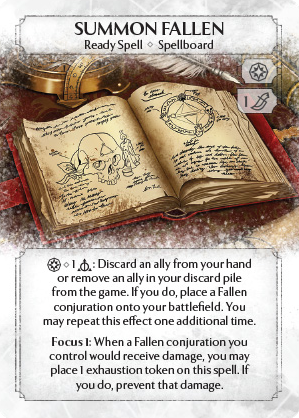 SUMMON FALLEN
Ready Spell ⬦ Spellboard
1
⬦ 1 : Discard an ally from your hand
or remove an ally in your discard pile
from the game. If you do, place a Fallen
conjuration onto your battlefield. You
may repeat this effect one additional time.
Focus 1: When a Fallen conjuration you
control would receive damage, you may
place 1 exhaustion token on this spell. If
you do, prevent that damage.